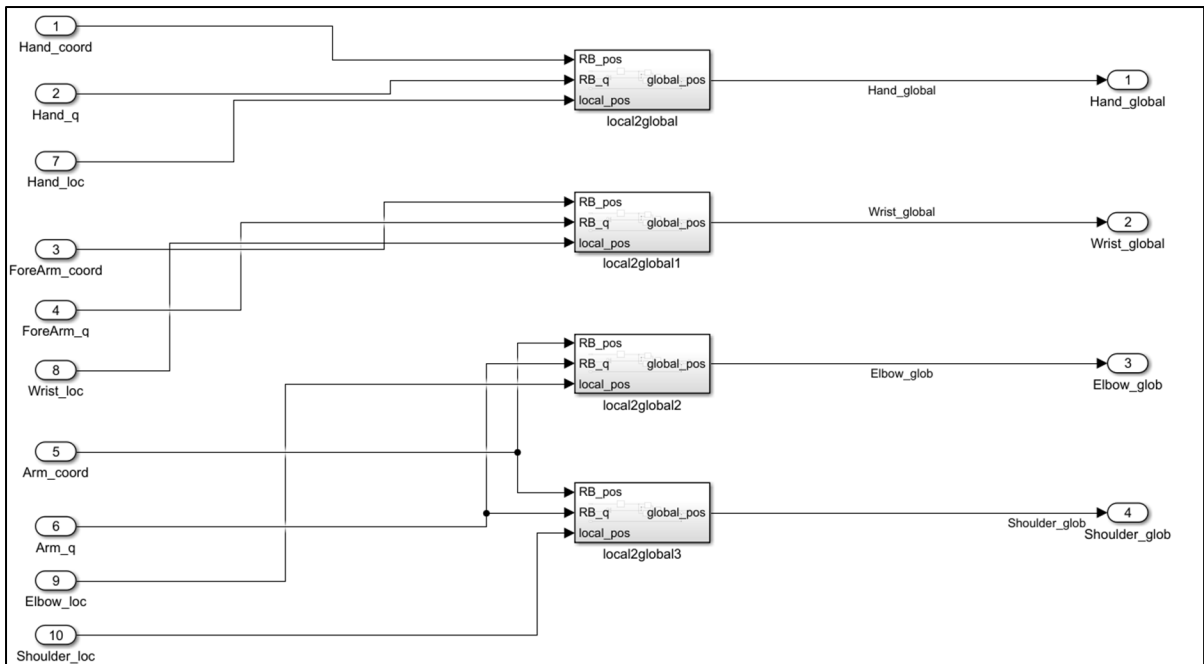 1
Hand_coord
2
Hand_q
7
Hand_loc
3
ForeArm_coord
4
ForeArm_q
8
Wrist_loc
5
Arm_coord
6
Arm_q
9
Elbow_loc
10
Shoulder_loc
RB_pos
RB_q global_pos
local_pos
local2global
RB_pos
RB_q global_pos
local_pos
local2global1
RB_pos
RB_q global_pos
local_pos
local2global2
RB_pos
RB_q global_pos
local_pos
local2global3
Hand_global
Wrist_global
Elbow_glob
Shoulder_glob
1
Hand_global
2
Wrist_global
3
Elbow_glob
4
Shoulder_glob